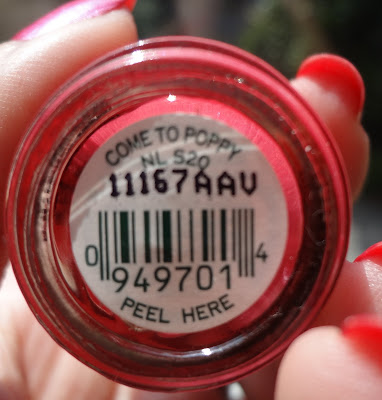 COME TO POPPY
NL S20
11167AAV
0 949701 4
PEEL HERE